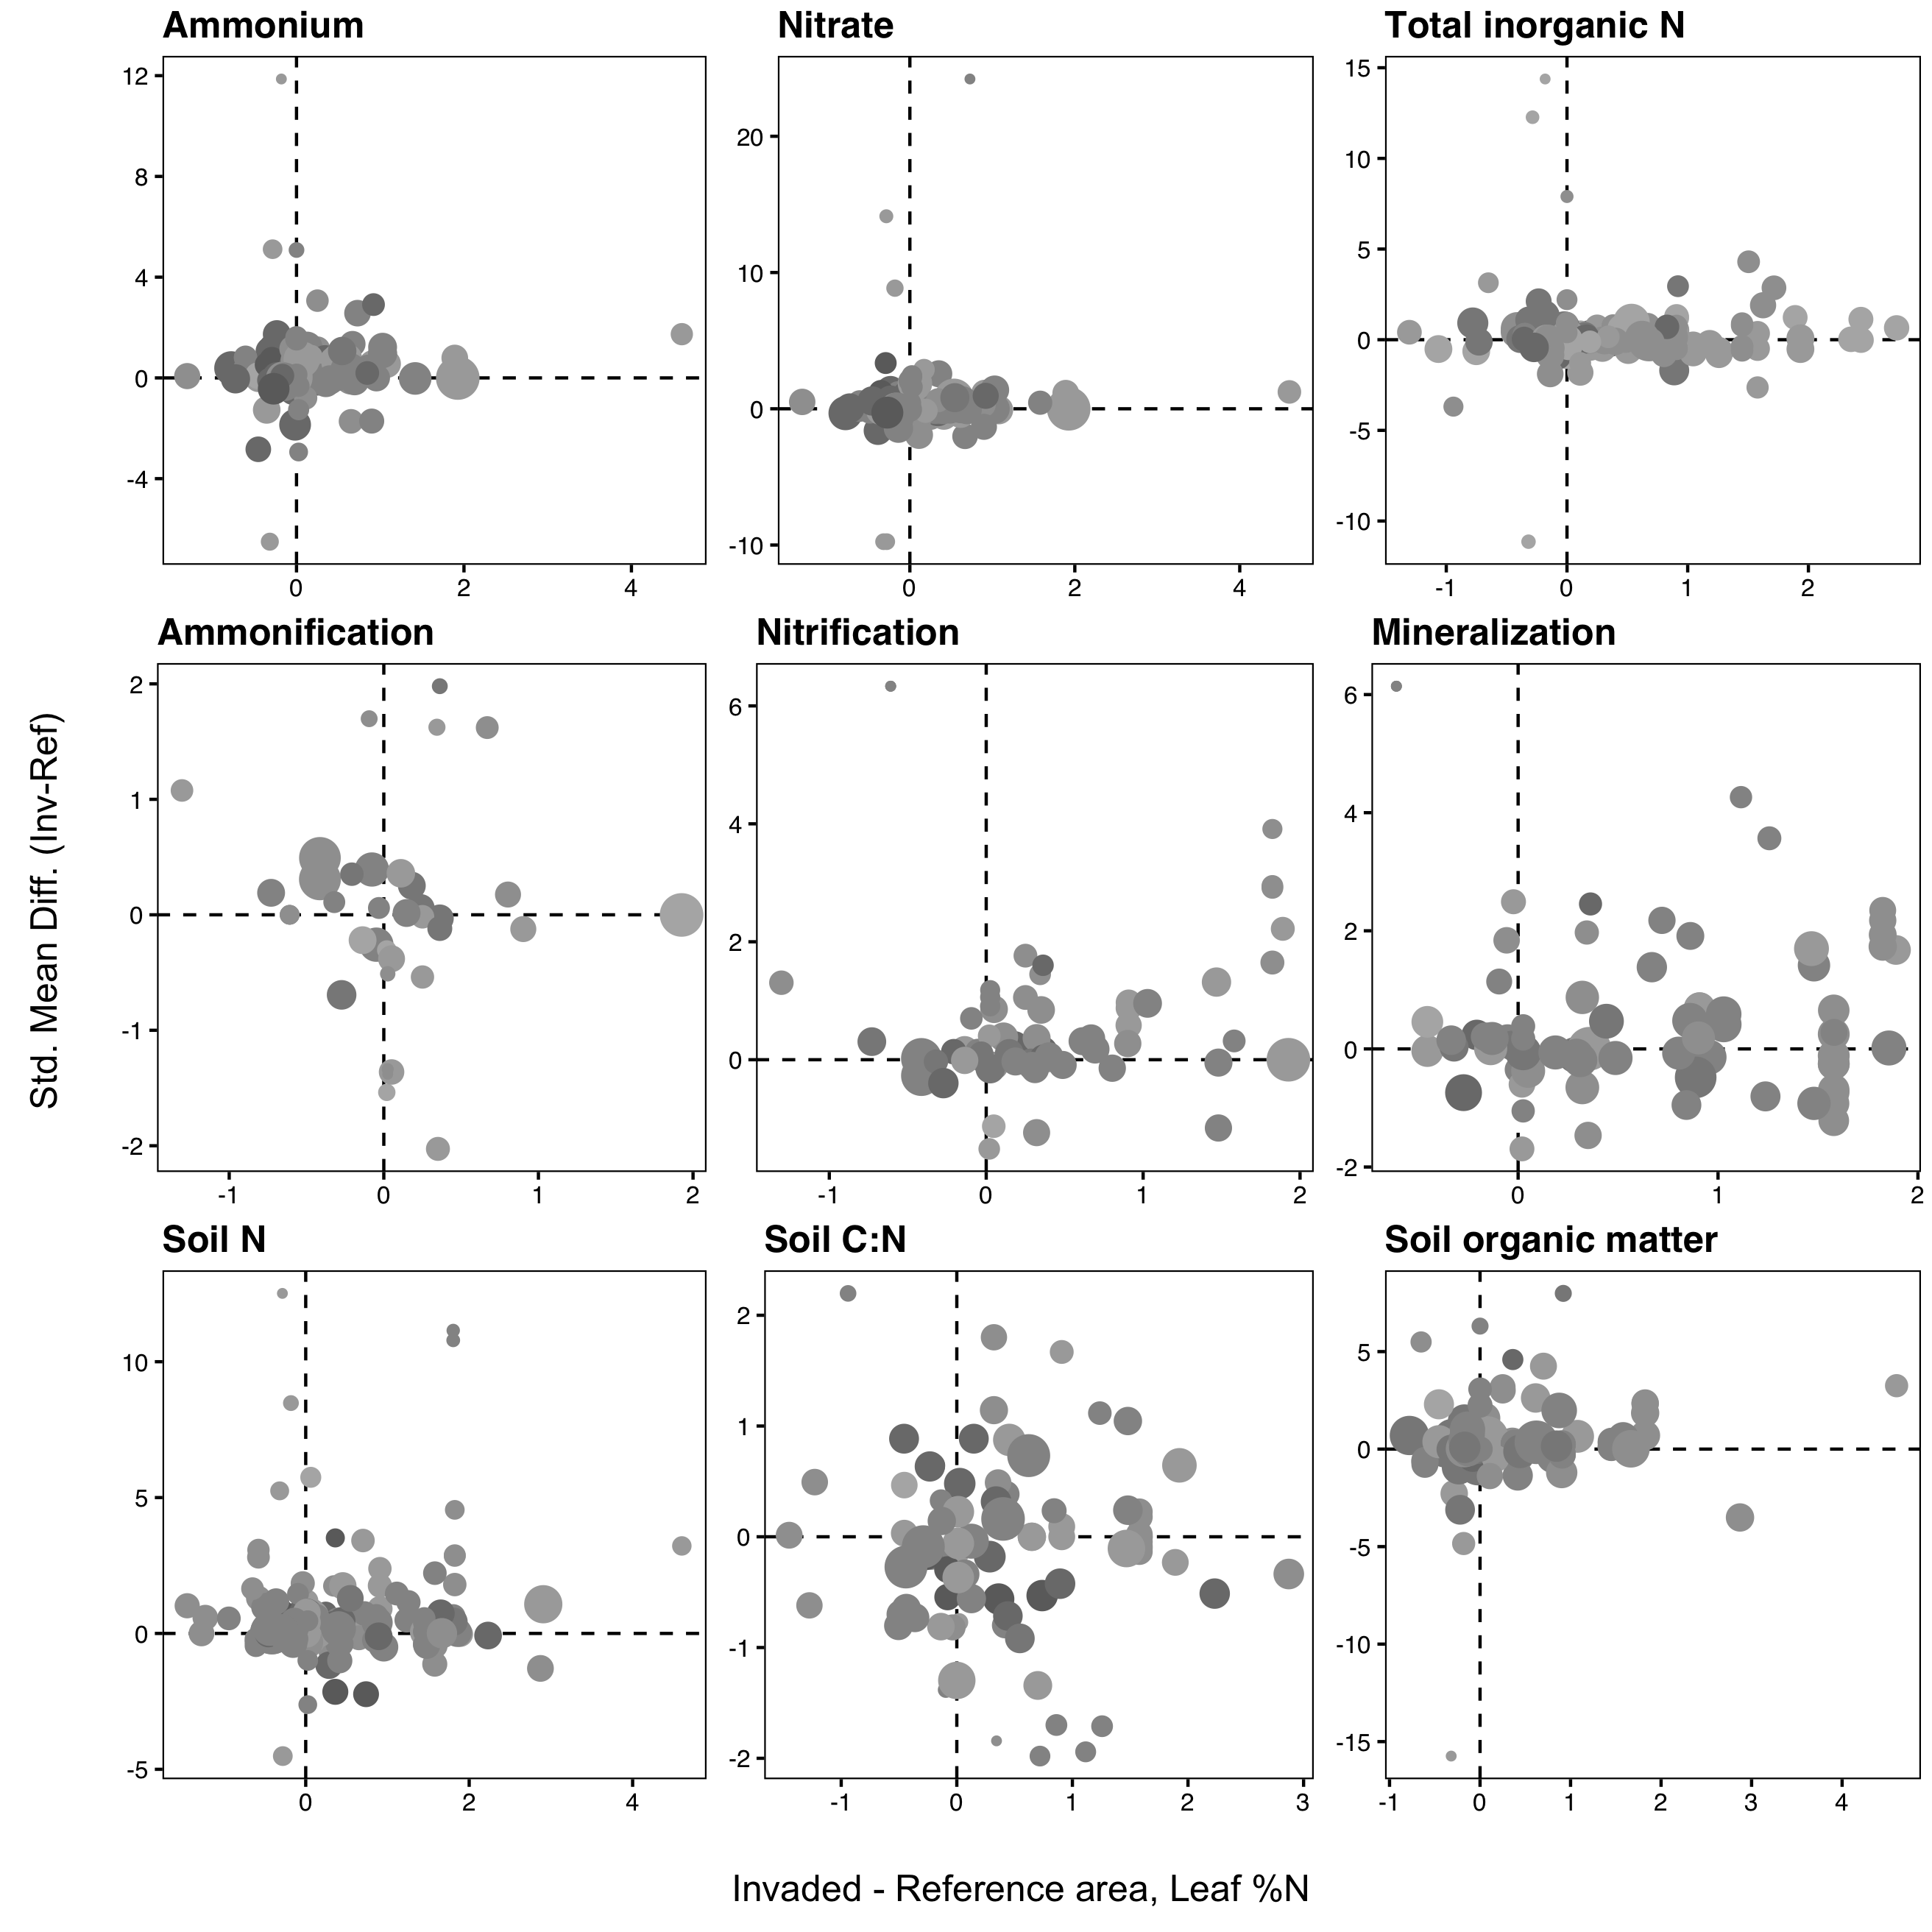 Ammonium Nitrate Total inorganic N
12 8 4 0 -4
20 10 0 -10
15 10 5 0 -5 -10
0 2 4 0 2 4 -1 0 1 2
Ammonification Nitrification Mineralization
Std. Mean Diff. (Inv-Ref)
2 1 0 -1 -2
6 4 2 0
6 4 2 0 -2
-1 0 1 2 -1 0 1 2 0 1 2
Soil N Soil C:N Soil organic matter
10 5 0 -5
2 1 0 -1 -2
5 0 -5 -10 -15
0 2 4 -1 0 1 2 3 -1 0 1 2 3 4
Invaded - Reference area, Leaf %N